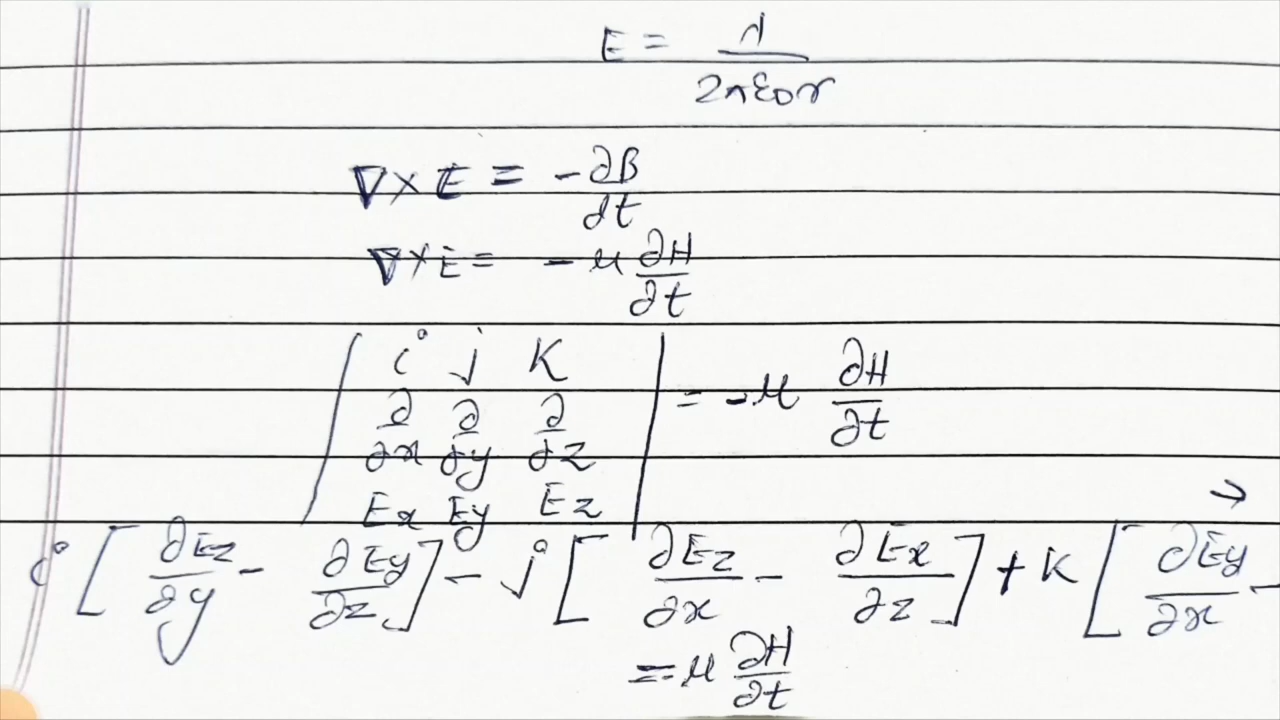 E = λ / 2πε0r
∇×E = -∂B/∂t
∇×E = -μ ∂H/∂t
| i j K |
| ∂/∂x ∂/∂y ∂/∂z | = -μ ∂H/∂t
| Ex Ey Ez |
i [ ∂Ez/∂y - ∂Ey/∂z ] - j [ ∂Ez/∂x - ∂Ex/∂z ] + K [ ∂Ey/∂x -
= -μ ∂H/∂t